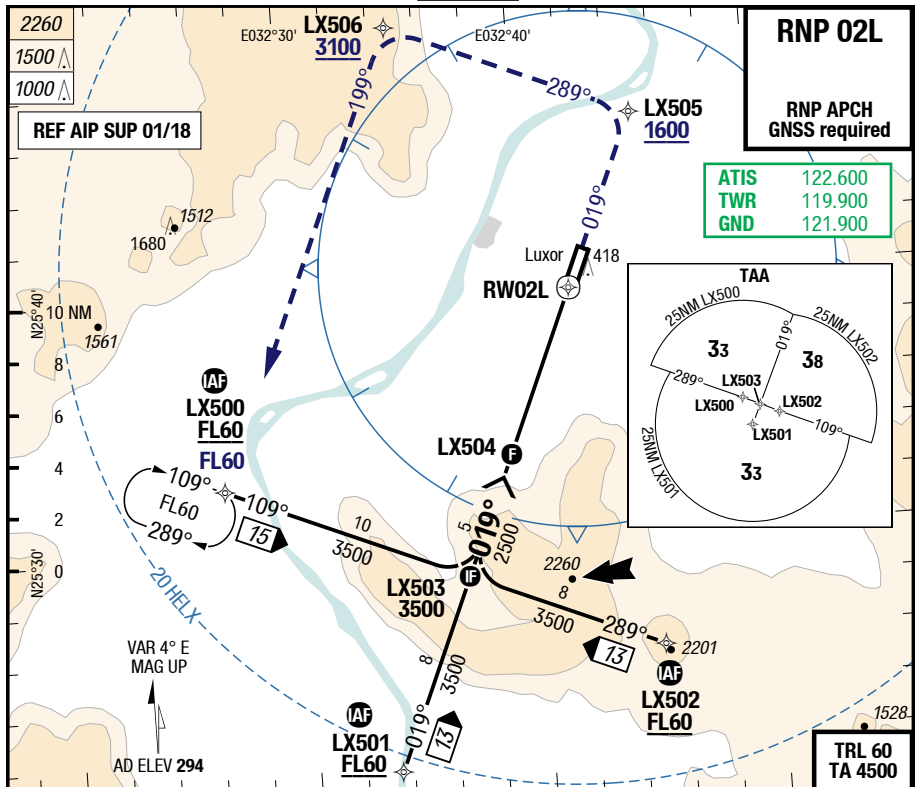 2260
1500
1000
REF AIP SUP 01/18
E032°30'
LX506
3100
E032°40'
199°
289°
LX505
1600
019°
RNP 02L
RNP APCH
GNSS required
ATIS 122.600
TWR 119.900
GND 121.900
1512
1680
Luxor
418
RW02L
N25°40'
10 NM
1561
8
6
4
2
0
N25°30'
TAA
25NM LX500
25NM LX502
25NM LX501
33
38
33
019°
289°
109°
LX503
LX500
LX502
LX501
IAF
LX500
FL60
FL60
109°
FL60
289°
109°
15
10
3500
LX504
F
5
019°
2500
IF
LX503
3500
2260
8
3500
289°
13
2201
IAF
LX502
FL60
20 HELX
VAR 4° E
MAG UP
AD ELEV 294
8
3500
019°
13
IAF
LX501
FL60
1528
TRL 60
TA 4500